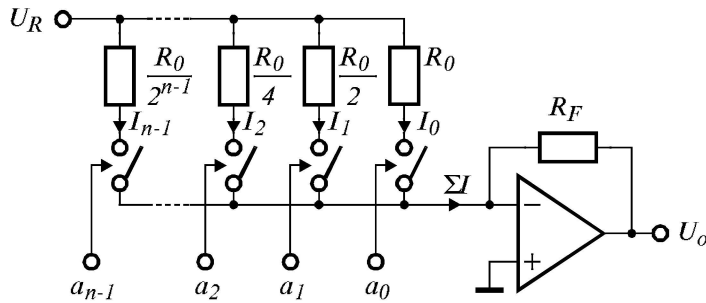 U_R
R_0/2^{n-1} R_0/4 R_0/2 R_0
I_{n-1} I_2 I_1 I_0
R_F
ΣI
−
+
U_o
a_{n-1} a_2 a_1 a_0